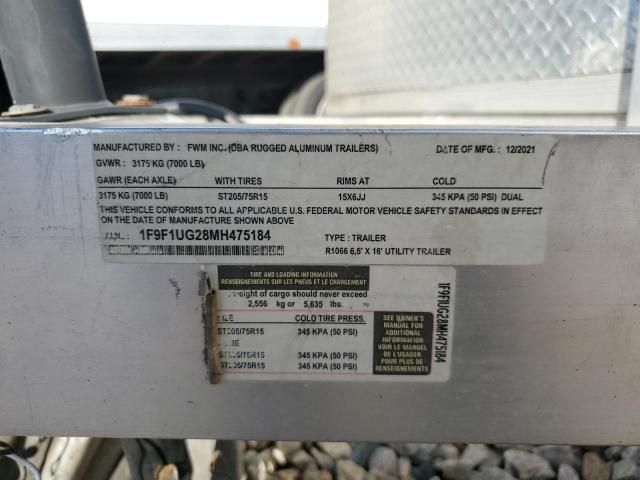 MANUFACTURED BY: FWM INC. (DBA RUGGED ALUMINUM TRAILERS) DATE OF MFG.: 12/2021
GVWR: 3175 KG (7000 LB)
GAWR (EACH AXLE) WITH TIRES RIMS AT COLD
3175 KG (7000 LB) ST205/75R15 15X6JJ 345 KPA (50 PSI) DUAL
THIS VEHICLE CONFORMS TO ALL APPLICABLE U.S. FEDERAL MOTOR VEHICLE SAFETY STANDARDS IN EFFECT
ON THE DATE OF MANUFACTURE SHOWN ABOVE
1F9F1UG28MH475184 TYPE: TRAILER
R1066 6.5' X 16' UTILITY TRAILER
TIRE AND LOADING INFORMATION
RENSEIGNEMENTS SUR LES PNEUS ET LE CHARGEMENT
weight of cargo should never exceed
2,556 kg or 5,635 lbs.
COLD TIRE PRESS.
ST205/75R15 345 KPA (50 PSI)
ST205/75R15 345 KPA (50 PSI)
ST205/75R15 345 KPA (50 PSI)
SEE OWNER'S
MANUAL FOR
ADDITIONAL
INFORMATION
VOIR LE MANUEL
DE L'USAGER
POUR PLUS DE
RENSEIGNEMENTS
1F9F1UG28MH475184